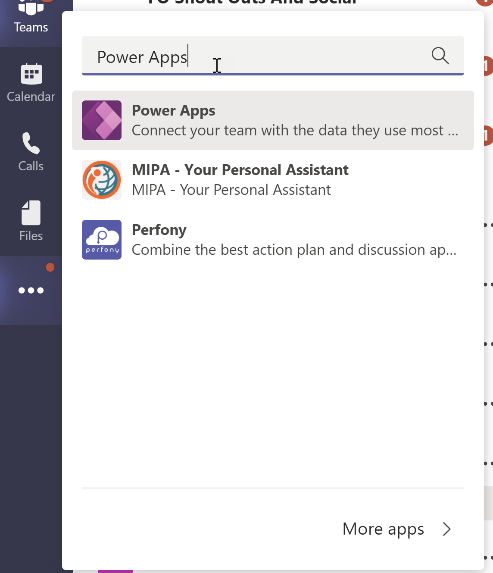 TO Shout Outs And Social
Teams
Calendar
Calls
Files
Power Apps
Power Apps
Connect your team with the data they use most ...
MIPA - Your Personal Assistant
MIPA - Your Personal Assistant
perfony
Perfony
Combine the best action plan and discussion ap...
More apps